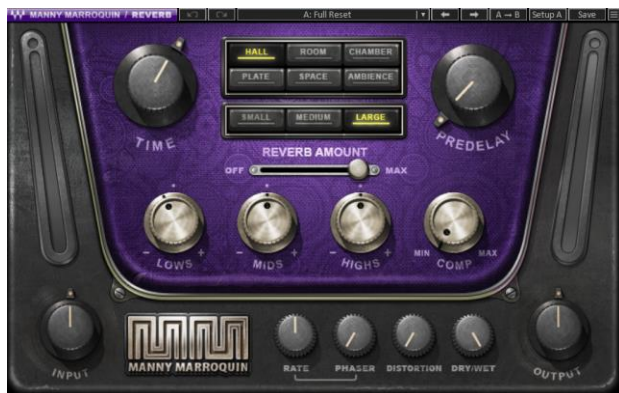 MANNY MARROQUIN / REVERB A: Full Reset A → B Setup A Save
HALL ROOM CHAMBER
PLATE SPACE AMBIENCE
SMALL MEDIUM LARGE
TIME
PREDELAY
REVERB AMOUNT
OFF MAX
- + - + - + MIN MAX
LOWS MIDS HIGHS COMP
INPUT
MANNY MARROQUIN
RATE PHASER DISTORTION DRY/WET
OUTPUT